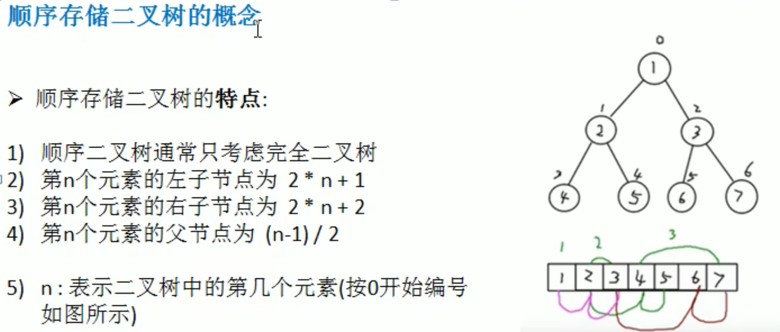 顺序存储二叉树的概念
➢ 顺序存储二叉树的特点:
1) 顺序二叉树通常只考虑完全二叉树
2) 第n个元素的左子节点为 2 * n + 1
3) 第n个元素的右子节点为 2 * n + 2
4) 第n个元素的父节点为 (n-1) / 2
5) n : 表示二叉树中的第几个元素(按0开始编号
如图所示)
0
1
1 2
2 3
3 4 5 6
4 5 6 7
1 2 3
1 2 3 4 5 6 7